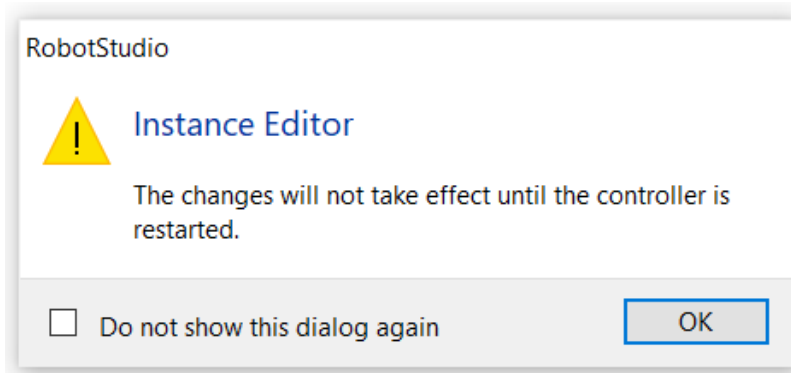 RobotStudio
!
Instance Editor
The changes will not take effect until the controller is
restarted.
Do not show this dialog again
OK